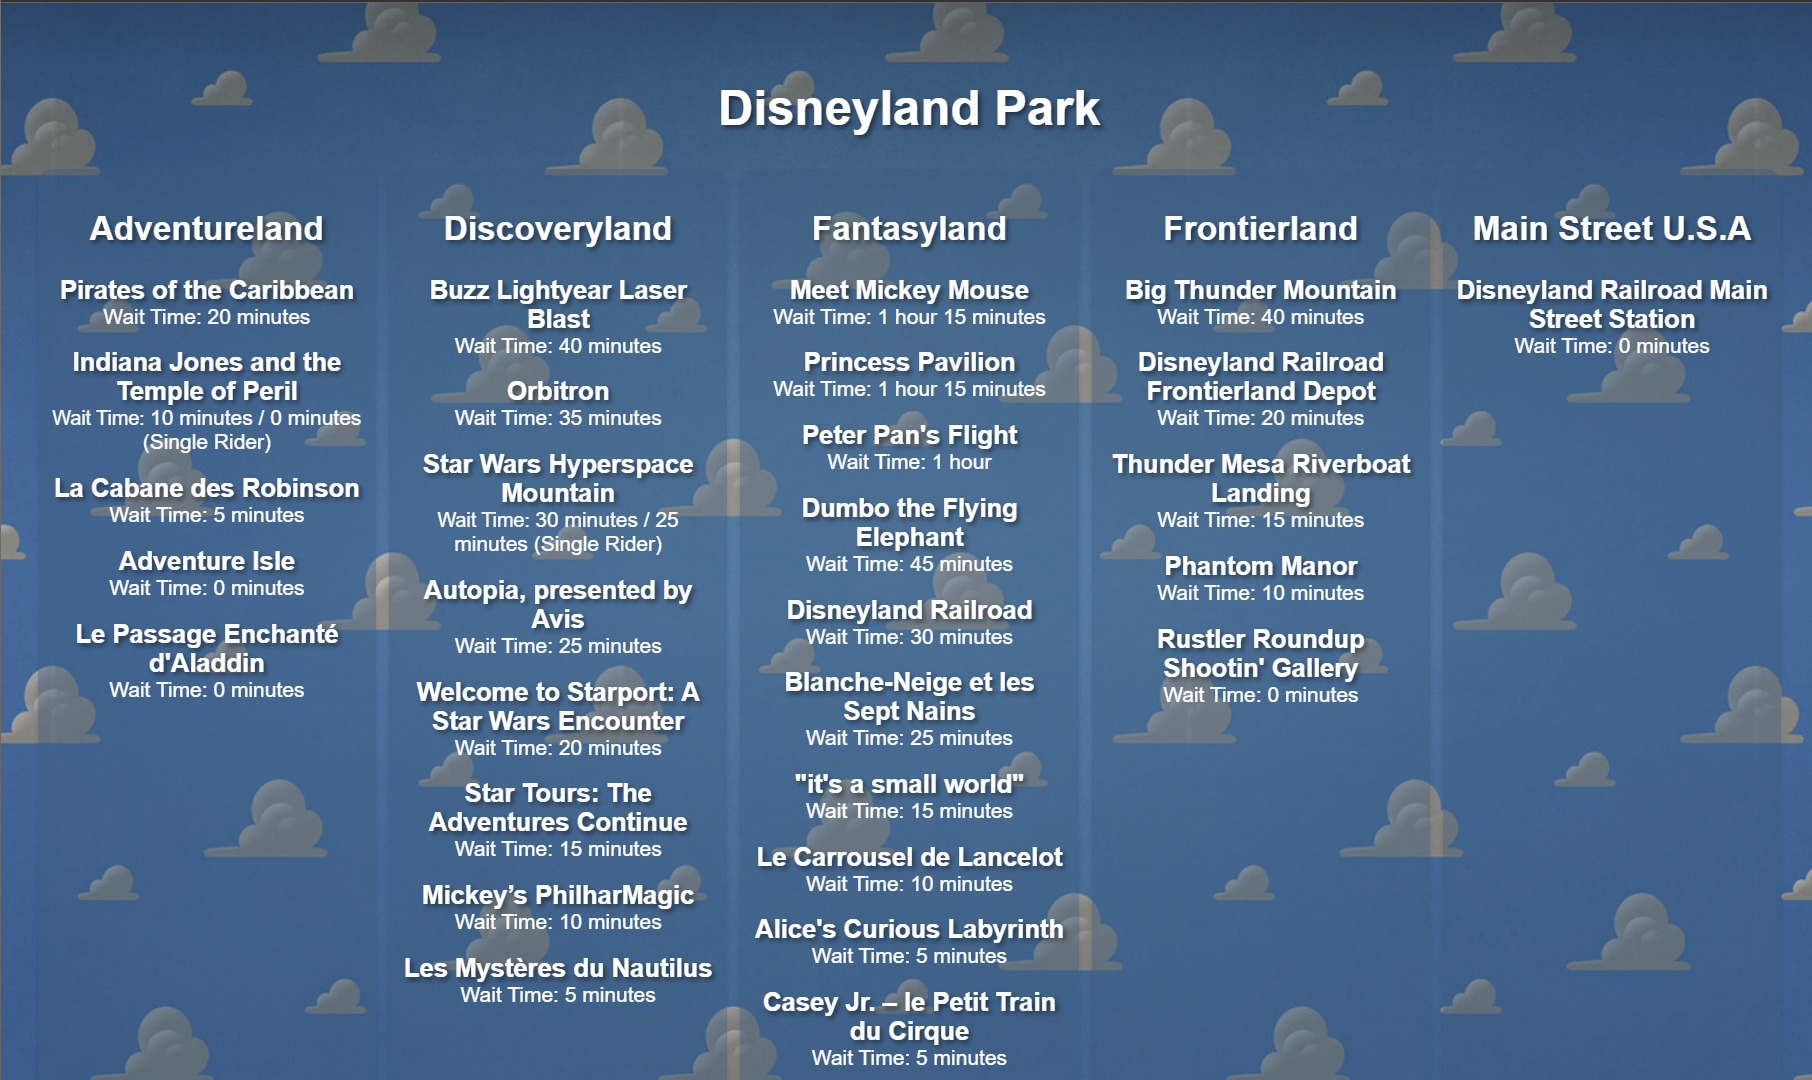 Disneyland Park
Adventureland
Pirates of the Caribbean
Wait Time: 20 minutes
Indiana Jones and the
Temple of Peril
Wait Time: 10 minutes / 0 minutes
(Single Rider)
La Cabane des Robinson
Wait Time: 5 minutes
Adventure Isle
Wait Time: 0 minutes
Le Passage Enchanté
d'Aladdin
Wait Time: 0 minutes
Discoveryland
Buzz Lightyear Laser
Blast
Wait Time: 40 minutes
Orbitron
Wait Time: 35 minutes
Star Wars Hyperspace
Mountain
Wait Time: 30 minutes / 25
minutes (Single Rider)
Autopia, presented by
Avis
Wait Time: 25 minutes
Welcome to Starport: A
Star Wars Encounter
Wait Time: 20 minutes
Star Tours: The
Adventures Continue
Wait Time: 15 minutes
Mickey’s PhilharMagic
Wait Time: 10 minutes
Les Mystères du Nautilus
Wait Time: 5 minutes
Fantasyland
Meet Mickey Mouse
Wait Time: 1 hour 15 minutes
Princess Pavilion
Wait Time: 1 hour 15 minutes
Peter Pan's Flight
Wait Time: 1 hour
Dumbo the Flying
Elephant
Wait Time: 45 minutes
Disneyland Railroad
Wait Time: 30 minutes
Blanche-Neige et les
Sept Nains
Wait Time: 25 minutes
"it's a small world"
Wait Time: 15 minutes
Le Carrousel de Lancelot
Wait Time: 10 minutes
Alice's Curious Labyrinth
Wait Time: 5 minutes
Casey Jr. – le Petit Train
du Cirque
Wait Time: 5 minutes
Frontierland
Big Thunder Mountain
Wait Time: 40 minutes
Disneyland Railroad
Frontierland Depot
Wait Time: 20 minutes
Thunder Mesa Riverboat
Landing
Wait Time: 15 minutes
Phantom Manor
Wait Time: 10 minutes
Rustler Roundup
Shootin' Gallery
Wait Time: 0 minutes
Main Street U.S.A
Disneyland Railroad Main
Street Station
Wait Time: 0 minutes